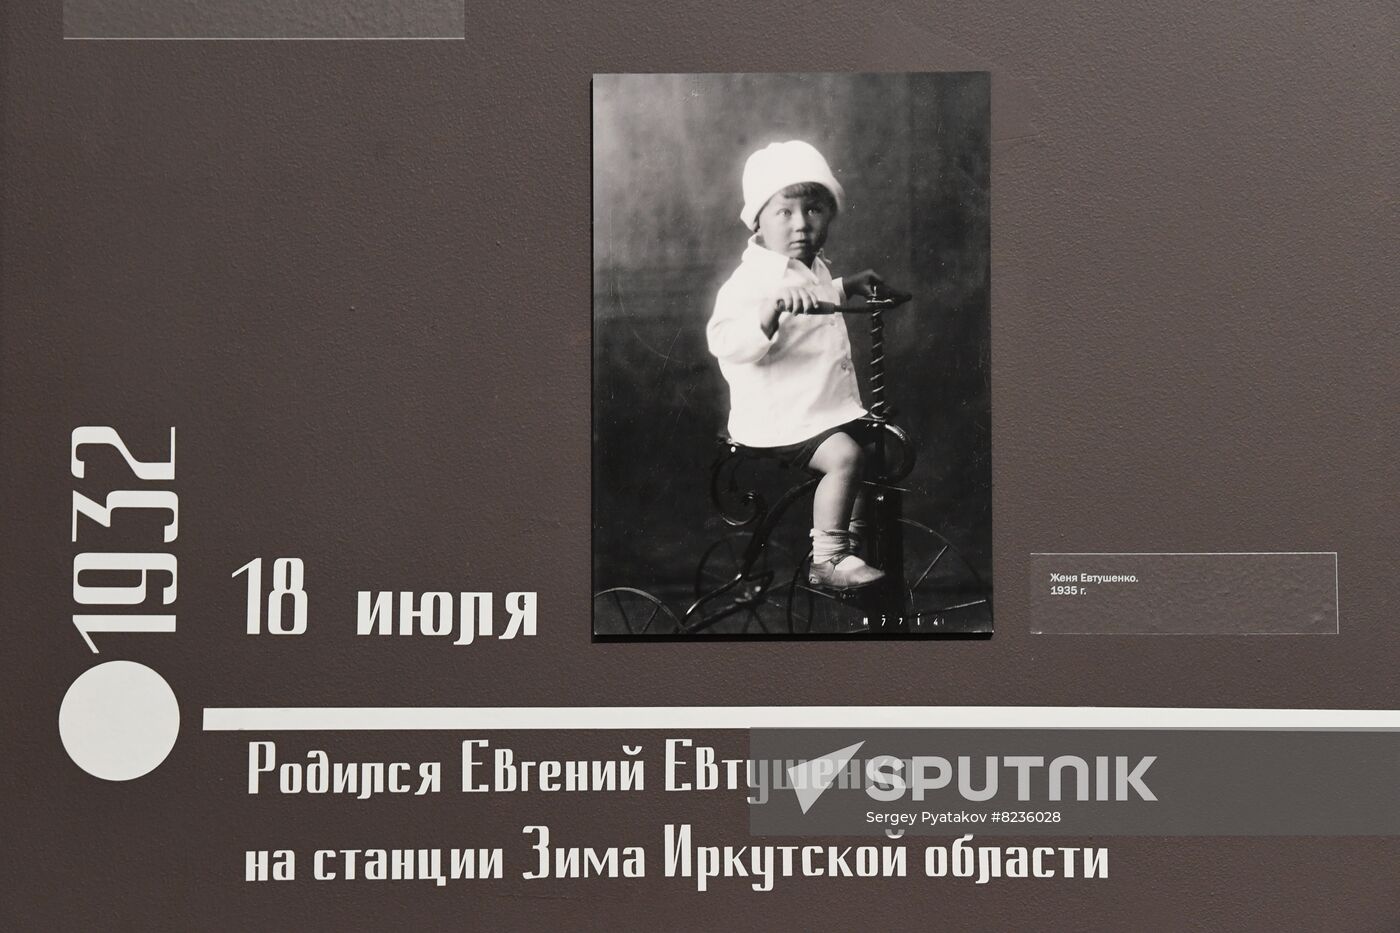 1932
18 июля
Женя Евтушенко.
1935 г.
Родился Евгений Евтушенко
на станции Зима Иркутской области
SPUTNIK
Sergey Pyatakov #8236028